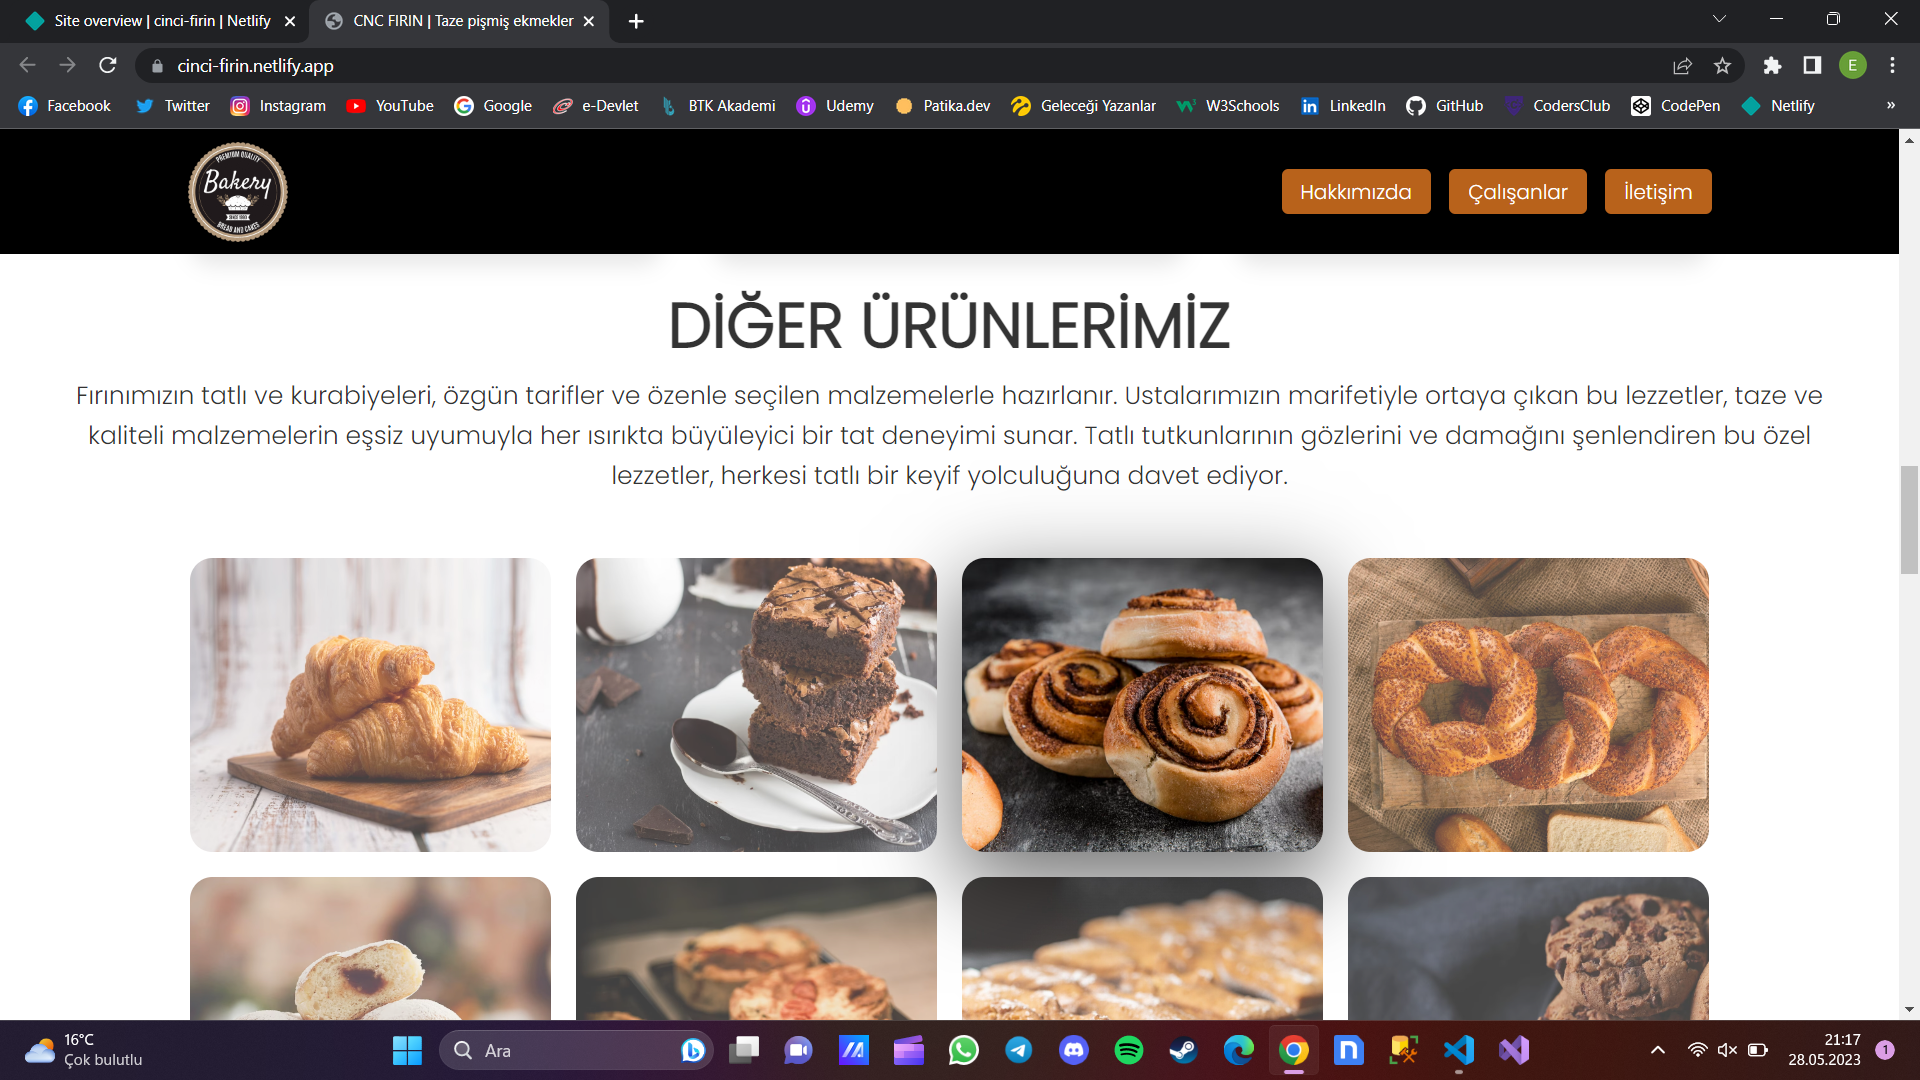 Site overview | cinci-firin | Netlify
CNC FIRIN | Taze pişmiş ekmekler
cinci-firin.netlify.app
E
Facebook
Twitter
Instagram
YouTube
Google
e-Devlet
BTK Akademi
Udemy
Patika.dev
Geleceği Yazanlar
W3Schools
LinkedIn
GitHub
CodersClub
CodePen
Netlify
»
PREMIUM QUALITY
Bakery
BREAD AND CAKES
Hakkımızda
Çalışanlar
İletişim
DİĞER ÜRÜNLERİMİZ
Fırınımızın tatlı ve kurabiyeleri, özgün tarifler ve özenle seçilen malzemelerle hazırlanır. Ustalarımızın marifetiyle ortaya çıkan bu lezzetler, taze ve
kaliteli malzemelerin eşsiz uyumuyla her ısırıkta büyüleyici bir tat deneyimi sunar. Tatlı tutkunlarının gözlerini ve damağını şenlendiren bu özel
lezzetler, herkesi tatlı bir keyif yolculuğuna davet ediyor.
16°C
Çok bulutlu
Ara
21:17
28.05.2023
1